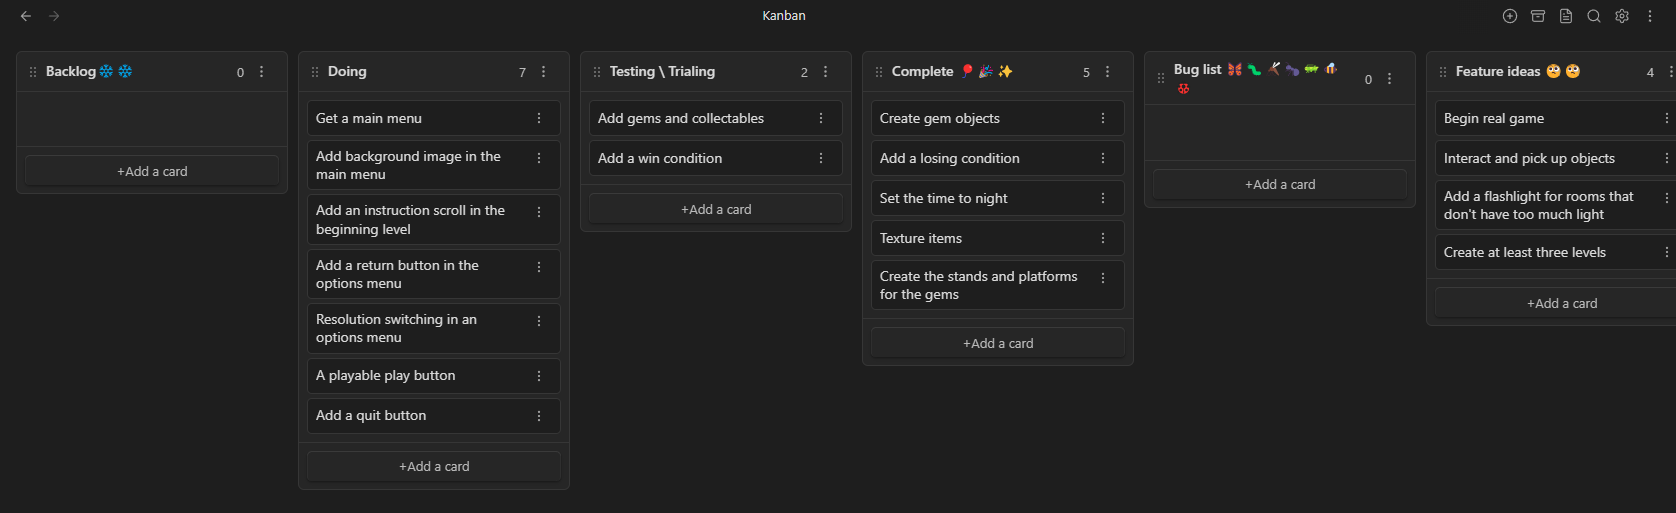 Kanban
Backlog❄️❄️ 0
+Add a card
Doing 7
Get a main menu
Add background image in the
main menu
Add an instruction scroll in the
beginning level
Add a return button in the
options menu
Resolution switching in an
options menu
A playable play button
Add a quit button
+Add a card
Testing \ Trialing 2
Add gems and collectables
Add a win condition
+Add a card
Complete 🎈🎉✨ 5
Create gem objects
Add a losing condition
Set the time to night
Texture items
Create the stands and platforms
for the gems
+Add a card
Bug list 0
+Add a card
Feature ideas 4
Begin real game
Interact and pick up objects
Add a flashlight for rooms that
don't have too much light
Create at least three levels
+Add a card